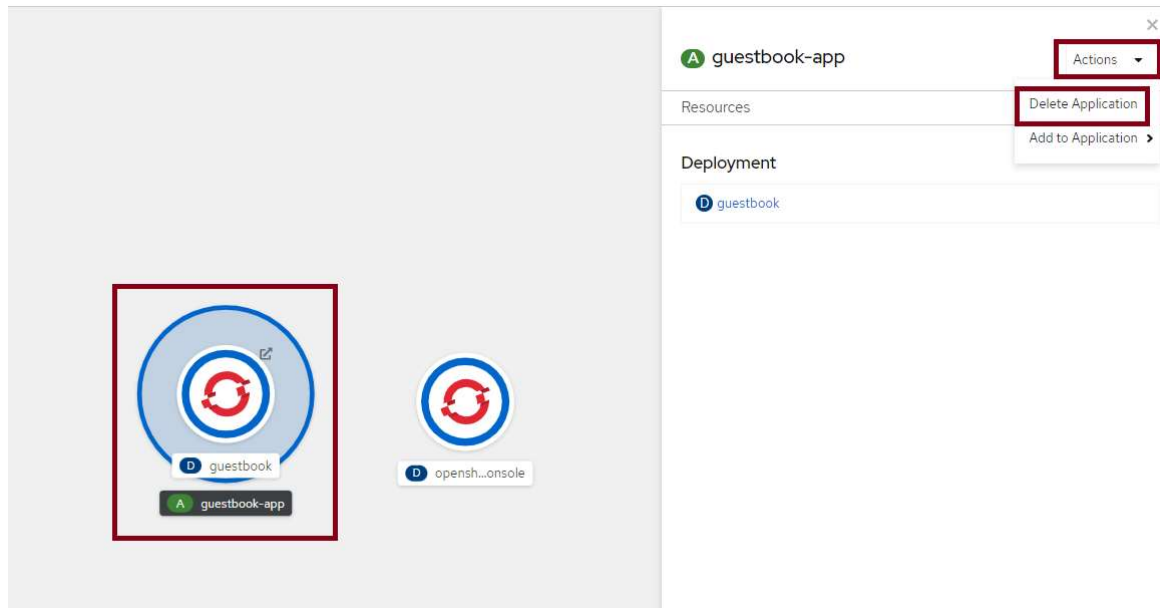 A guestbook-app
Actions
Resources
Delete Application
Add to Application
Deployment
D guestbook
D guestbook
A guestbook-app
D opensh...onsole